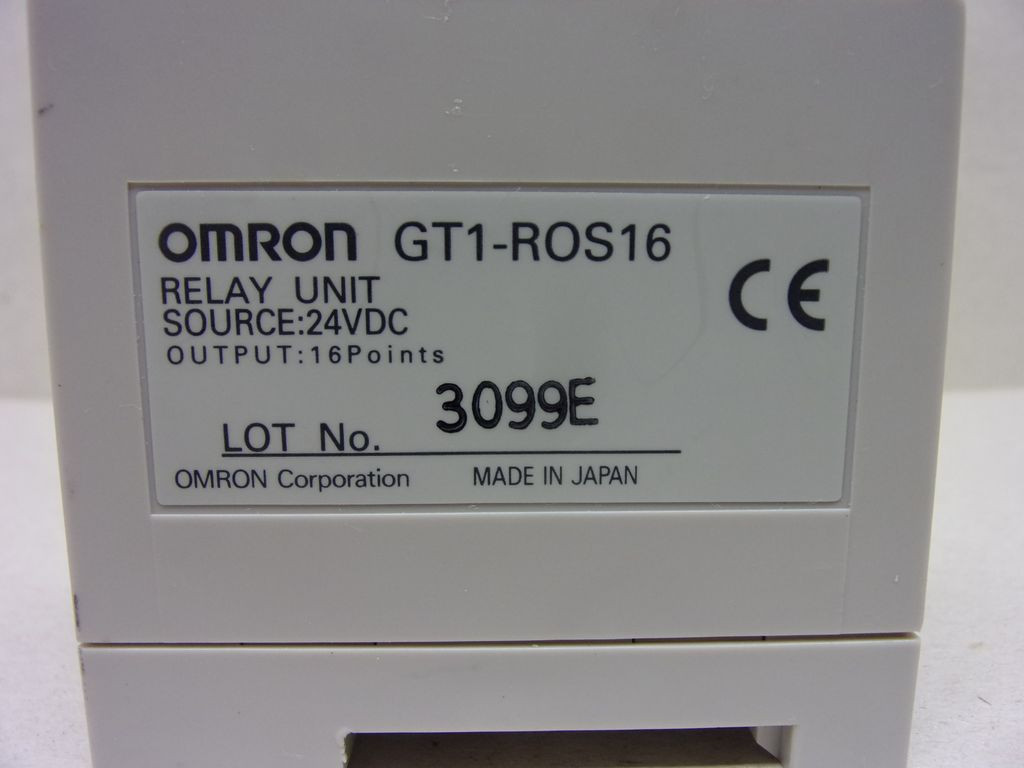 OMRON GT1-ROS16
RELAY UNIT
SOURCE:24VDC
OUTPUT:16Points
CE
LOT No. 3099E
OMRON Corporation MADE IN JAPAN